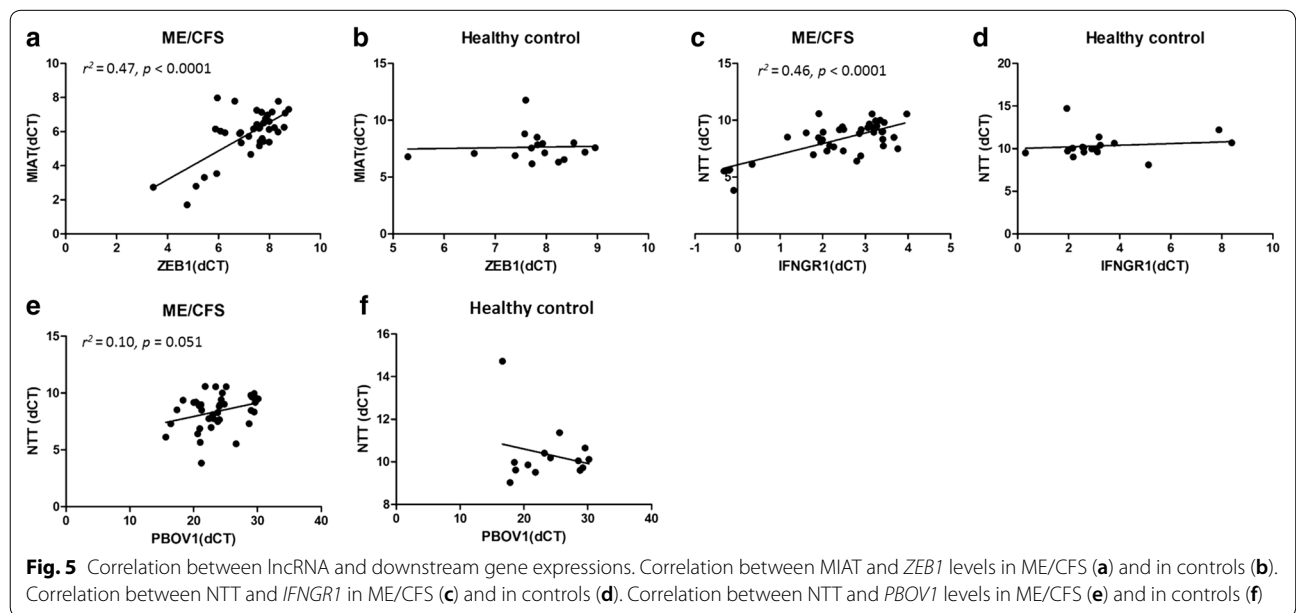 a ME/CFS
r² = 0.47, p < 0.0001
10
8
6
4
2
0
MIAT(dCT)
0 2 4 6 8 10
ZEB1(dCT)
b Healthy control
15
10
5
0
MIAT(dCT)
5 6 7 8 9 10
ZEB1(dCT)
c ME/CFS
r² = 0.46, p < 0.0001
15
10
5
NTT (dCT)
-1 0 1 2 3 4 5
IFNGR1(dCT)
d Healthy control
20
15
10
5
0
NTT (dCT)
0 2 4 6 8 10
IFNGR1(dCT)
e ME/CFS
r² = 0.10, p = 0.051
15
10
5
0
NTT (dCT)
0 10 20 30 40
PBOV1(dCT)
f Healthy control
16
14
12
10
8
NTT (dCT)
0 10 20 30 40
PBOV1(dCT)
Fig. 5 Correlation between lncRNA and downstream gene expressions. Correlation between MIAT and ZEB1 levels in ME/CFS (a) and in controls (b).
Correlation between NTT and IFNGR1 in ME/CFS (c) and in controls (d). Correlation between NTT and PBOV1 levels in ME/CFS (e) and in controls (f)